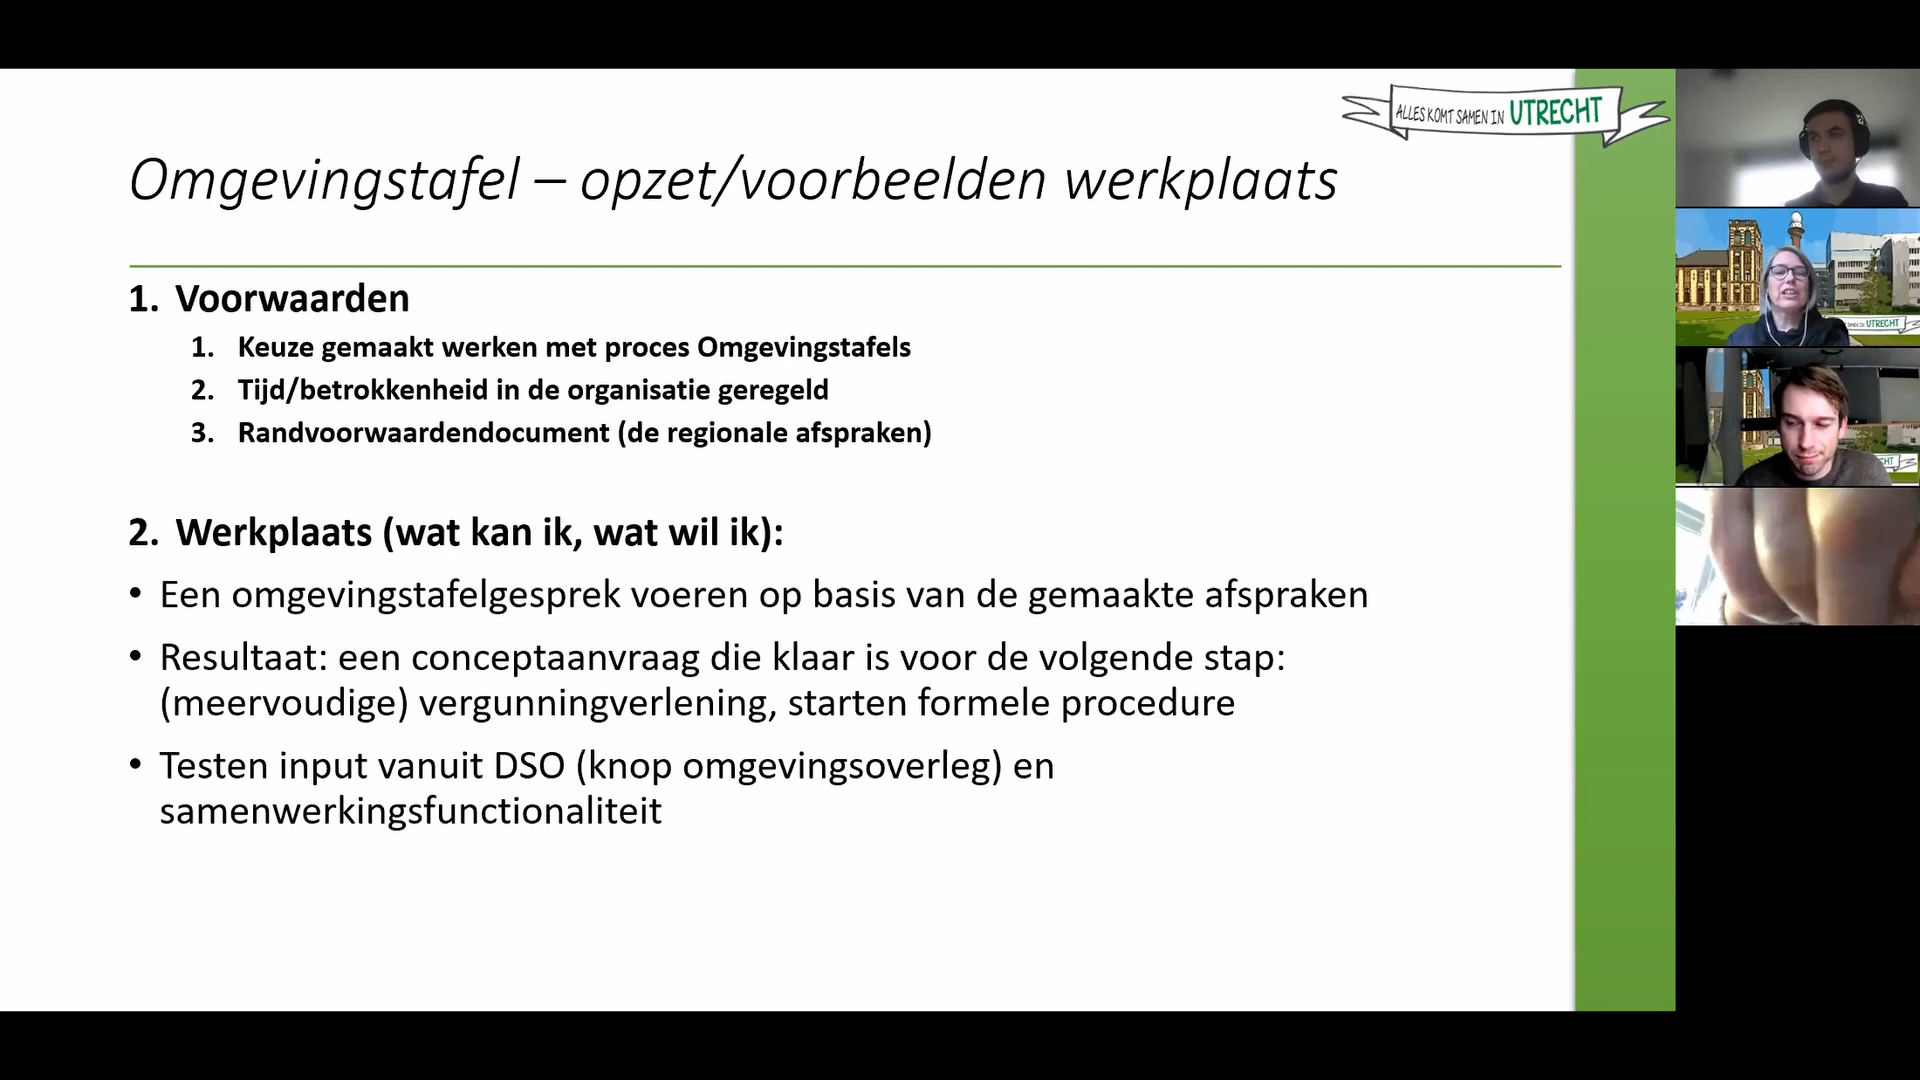 ALLES KOMT SAMEN IN UTRECHT
Omgevingstafel – opzet/voorbeelden werkplaats
1. Voorwaarden
1. Keuze gemaakt werken met proces Omgevingstafels
2. Tijd/betrokkenheid in de organisatie geregeld
3. Randvoorwaardendocument (de regionale afspraken)
2. Werkplaats (wat kan ik, wat wil ik):
• Een omgevingstafelgesprek voeren op basis van de gemaakte afspraken
• Resultaat: een conceptaanvraag die klaar is voor de volgende stap:
(meervoudige) vergunningverlening, starten formele procedure
• Testen input vanuit DSO (knop omgevingsoverleg) en
samenwerkingsfunctionaliteit
UTRECHT